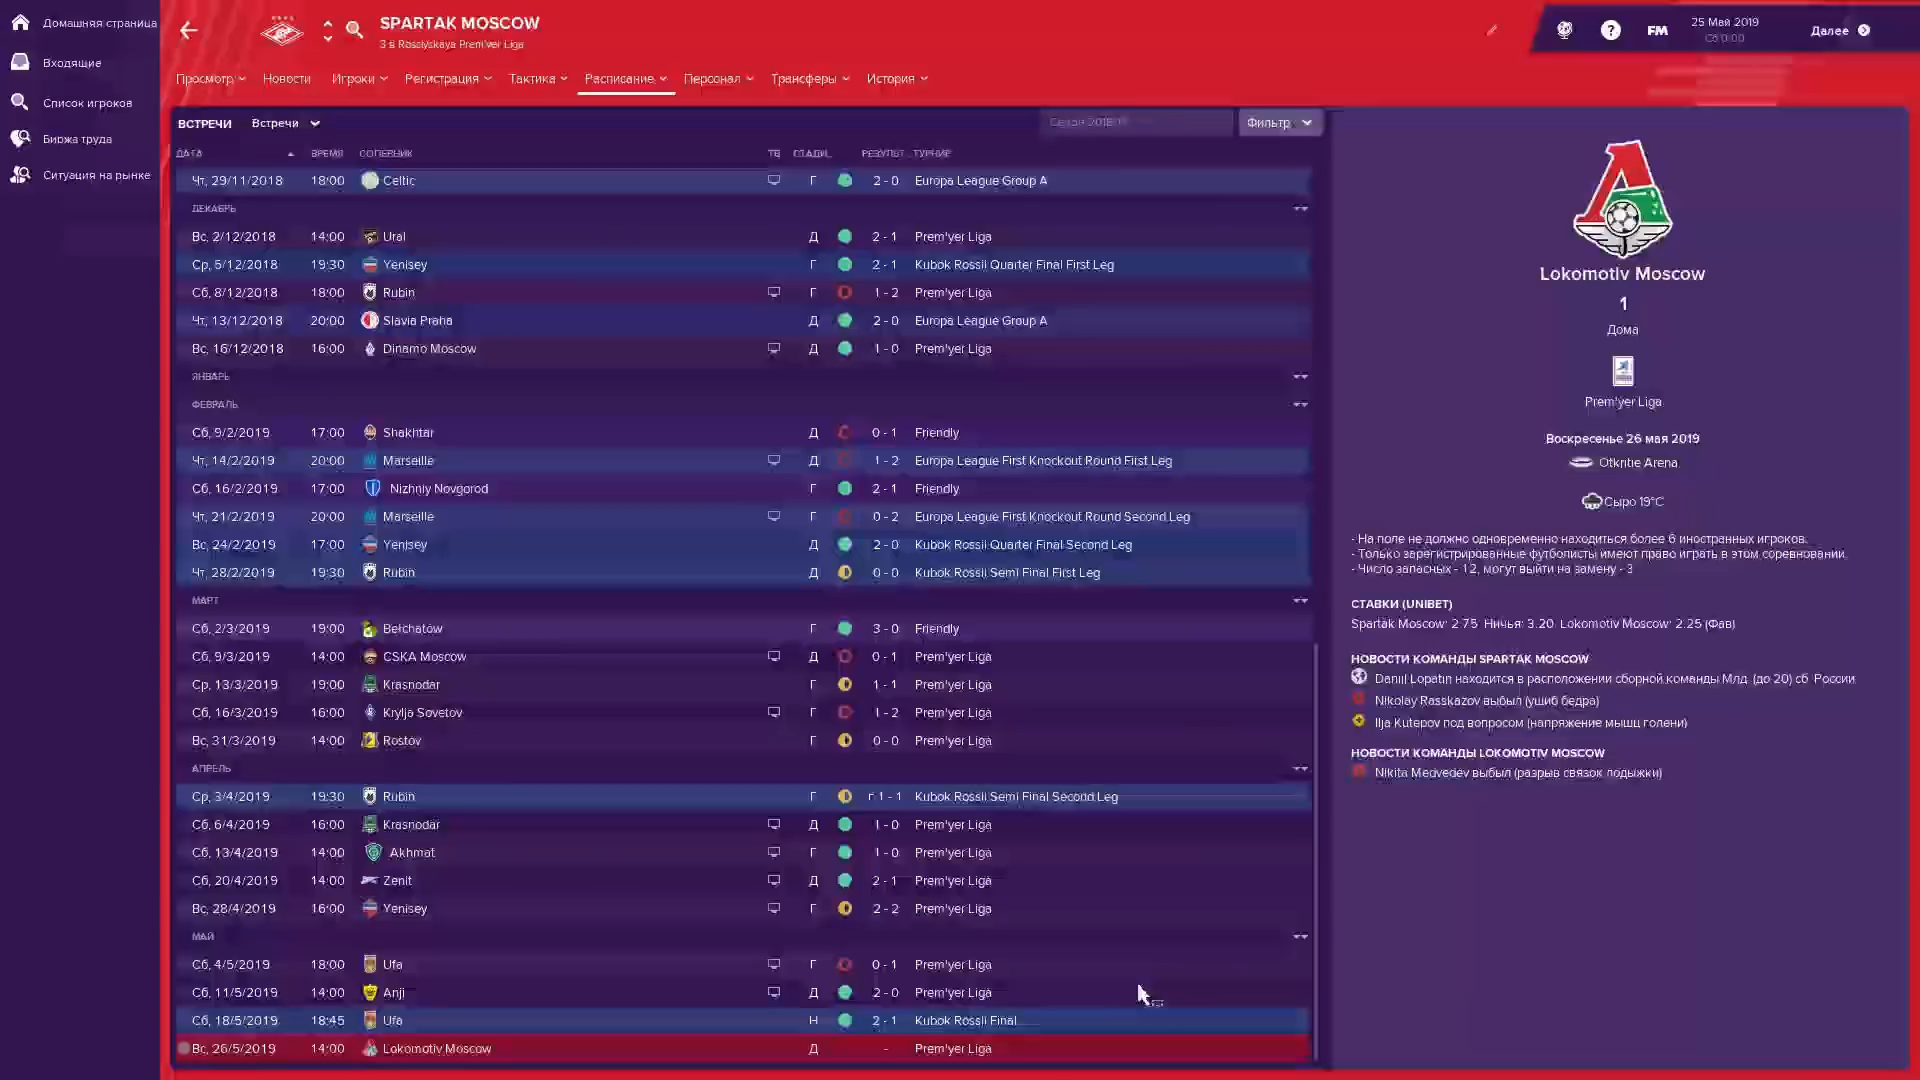 Домашняя страница
Входящие
Список игроков
Биржа труда
Ситуация на рынке
SPARTAK MOSCOW
3 в Rossiyskaya Prem'yer Liga
FM
25 Май 2019
Сб 0:00
Далее
Просмотр
Новости
Игроки
Регистрация
Тактика
Расписание
Персонал
Трансферы
История
ВСТРЕЧИ Встречи
Фильтр
ДАТА ВРЕМЯ СОПЕРНИК ТВ СТАДИ... РЕЗУЛЬТ... ТУРНИР
Чт, 29/11/2018 18:00 Celtic Г 2 - 0 Europa League Group A
ДЕКАБРЬ
Вс, 2/12/2018 14:00 Ural Д 2 - 1 Prem'yer Liga
Ср, 5/12/2018 19:30 Yenisey Г 2 - 1 Kubok Rossii Quarter Final First Leg
Сб, 8/12/2018 18:00 Rubin Г 1 - 2 Prem'yer Liga
Чт, 13/12/2018 20:00 Slavia Praha Д 2 - 0 Europa League Group A
Вс, 16/12/2018 16:00 Dinamo Moscow Д 1 - 0 Prem'yer Liga
ЯНВАРЬ
ФЕВРАЛЬ
Сб, 9/2/2019 17:00 Shakhtar Д 0 - 1 Friendly
Чт, 14/2/2019 20:00 Marseille Д 1 - 2 Europa League First Knockout Round First Leg
Сб, 16/2/2019 17:00 Nizhniy Novgorod Г 2 - 1 Friendly
Чт, 21/2/2019 20:00 Marseille Г 0 - 2 Europa League First Knockout Round Second Leg
Вс, 24/2/2019 17:00 Yenisey Д 2 - 0 Kubok Rossii Quarter Final Second Leg
Чт, 28/2/2019 19:30 Rubin Д 0 - 0 Kubok Rossii Semi Final First Leg
МАРТ
Сб, 2/3/2019 19:00 Bełchatów Г 3 - 0 Friendly
Сб, 9/3/2019 14:00 CSKA Moscow Д 0 - 1 Prem'yer Liga
Ср, 13/3/2019 19:00 Krasnodar Г 1 - 1 Prem'yer Liga
Сб, 16/3/2019 16:00 Krylja Sovetov Г 1 - 2 Prem'yer Liga
Вс, 31/3/2019 14:00 Rostov Г 0 - 0 Prem'yer Liga
АПРЕЛЬ
Ср, 3/4/2019 19:30 Rubin Г г 1 - 1 Kubok Rossii Semi Final Second Leg
Сб, 6/4/2019 16:00 Krasnodar Д 1 - 0 Prem'yer Liga
Сб, 13/4/2019 14:00 Akhmat Г 1 - 0 Prem'yer Liga
Сб, 20/4/2019 14:00 Zenit Д 2 - 1 Prem'yer Liga
Вс, 28/4/2019 16:00 Yenisey Г 2 - 2 Prem'yer Liga
МАЙ
Сб, 4/5/2019 18:00 Ufa Г 0 - 1 Prem'yer Liga
Сб, 11/5/2019 14:00 Anji Д 2 - 0 Prem'yer Liga
Сб, 18/5/2019 18:45 Ufa Н 2 - 1 Kubok Rossii Final
Вс, 26/5/2019 14:00 Lokomotiv Moscow Д - Prem'yer Liga
Lokomotiv Moscow
1
Дома
Prem'yer Liga
Воскресенье 26 мая 2019
Otkritie Arena
Сыро 19°C
- На поле не должно одновременно находиться более 6 иностранных игроков.
- Только зарегистрированные футболисты имеют право играть в этом соревновании.
- Число запасных - 12, могут выйти на замену - 3
СТАВКИ (UNIBET)
Spartak Moscow: 2.75 Ничья: 3.20 Lokomotiv Moscow: 2.25 (Фав)
НОВОСТИ КОМАНДЫ SPARTAK MOSCOW
Daniil Lopatin находится в расположении сборной команды Млд. (до 20) сб. России
Nikolay Rasskazov выбыл (ушиб бедра)
Ilja Kutepov под вопросом (напряжение мышц голени)
НОВОСТИ КОМАНДЫ LOKOMOTIV MOSCOW
Nikita Medvedev выбыл (разрыв связок лодыжки)